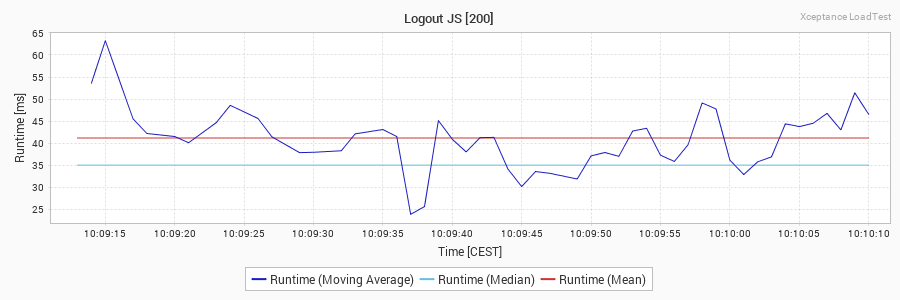 Logout JS [200]
Xceptance LoadTest
Runtime [ms]
65
60
55
50
45
40
35
30
25
10:09:15 10:09:20 10:09:25 10:09:30 10:09:35 10:09:40 10:09:45 10:09:50 10:09:55 10:10:00 10:10:05 10:10:10
Time [CEST]
Runtime (Moving Average) Runtime (Median) Runtime (Mean)